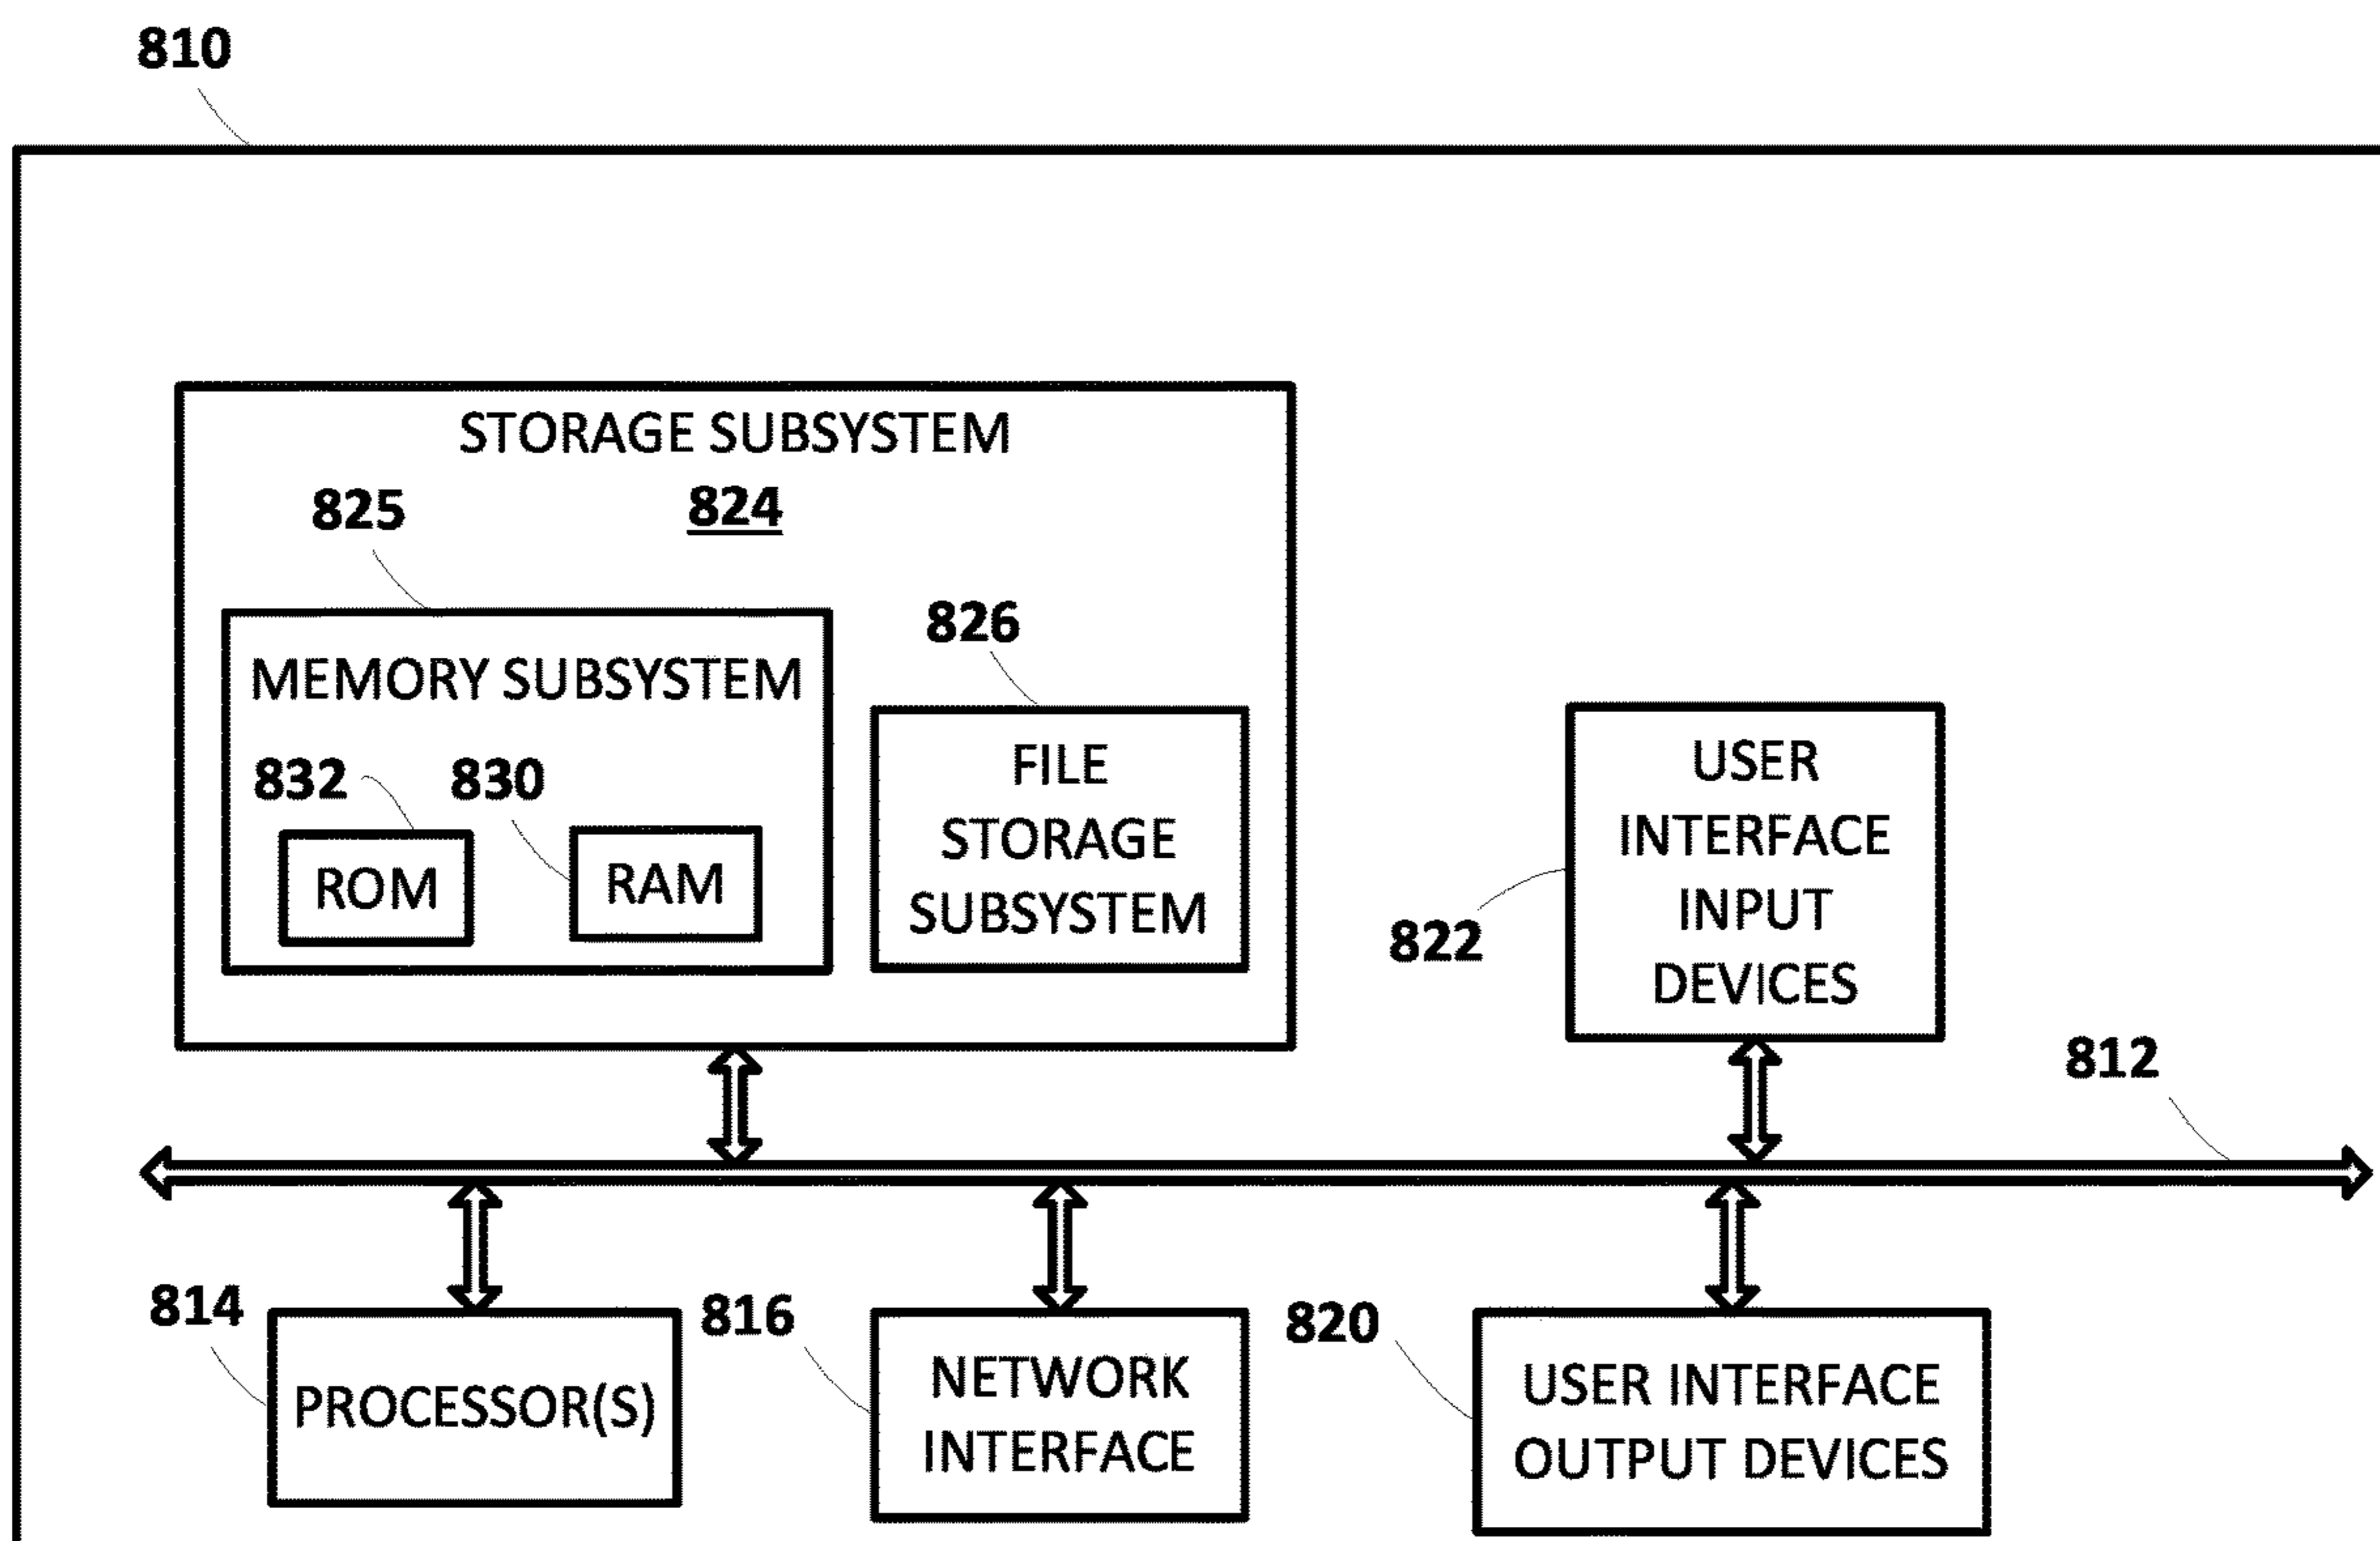 810
STORAGE SUBSYSTEM
824
825
MEMORY SUBSYSTEM
832
830
ROM
RAM
826
FILE
STORAGE
SUBSYSTEM
USER
INTERFACE
INPUT
DEVICES
822
812
814
PROCESSOR(S)
816
NETWORK
INTERFACE
820
USER INTERFACE
OUTPUT DEVICES